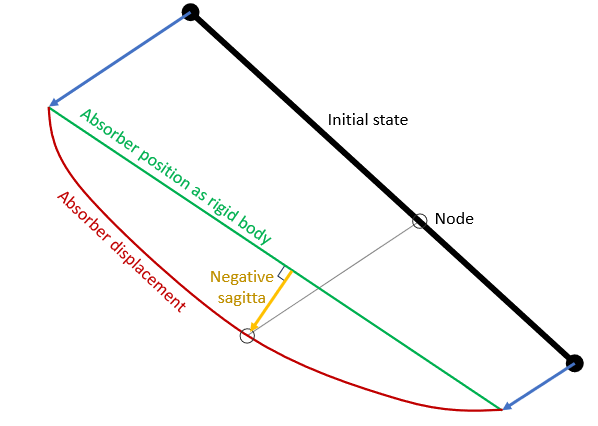 Initial state
Absorber position as rigid body
Absorber displacement
Node
Negative
sagitta